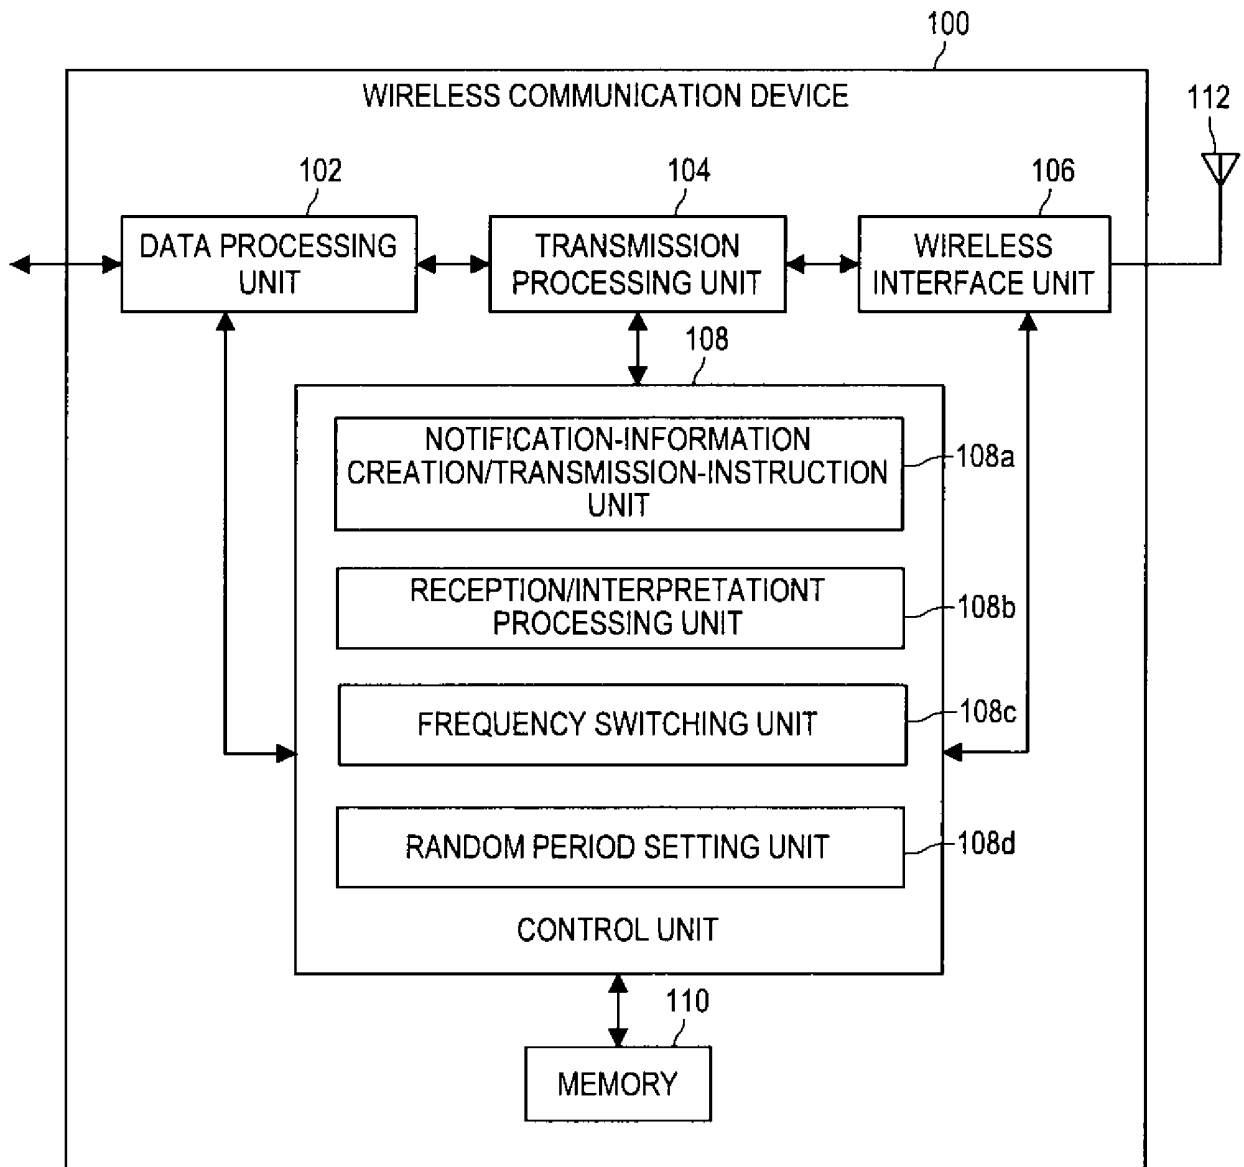 100
WIRELESS COMMUNICATION DEVICE
112
102
104
106
DATA PROCESSING
UNIT
TRANSMISSION
PROCESSING UNIT
WIRELESS
INTERFACE UNIT
108
NOTIFICATION-INFORMATION
CREATION/TRANSMISSION-INSTRUCTION
UNIT
108a
RECEPTION/INTERPRETATIONT
PROCESSING UNIT
108b
FREQUENCY SWITCHING UNIT
108c
RANDOM PERIOD SETTING UNIT
108d
CONTROL UNIT
110
MEMORY